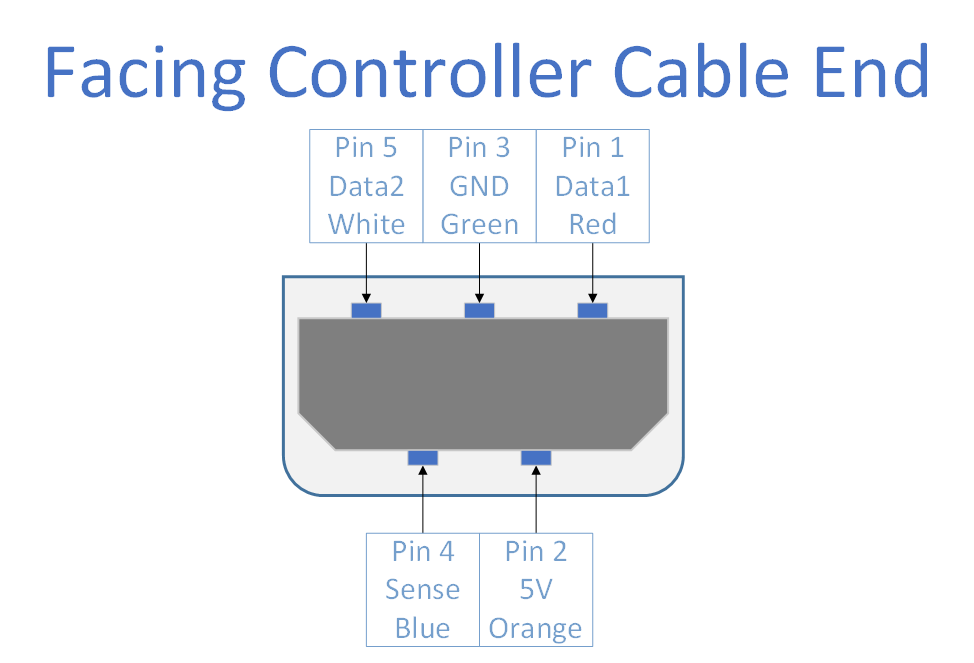 Facing Controller Cable End
Pin 5
Data2
White
Pin 3
GND
Green
Pin 1
Data1
Red
Pin 4
Sense
Blue
Pin 2
5V
Orange